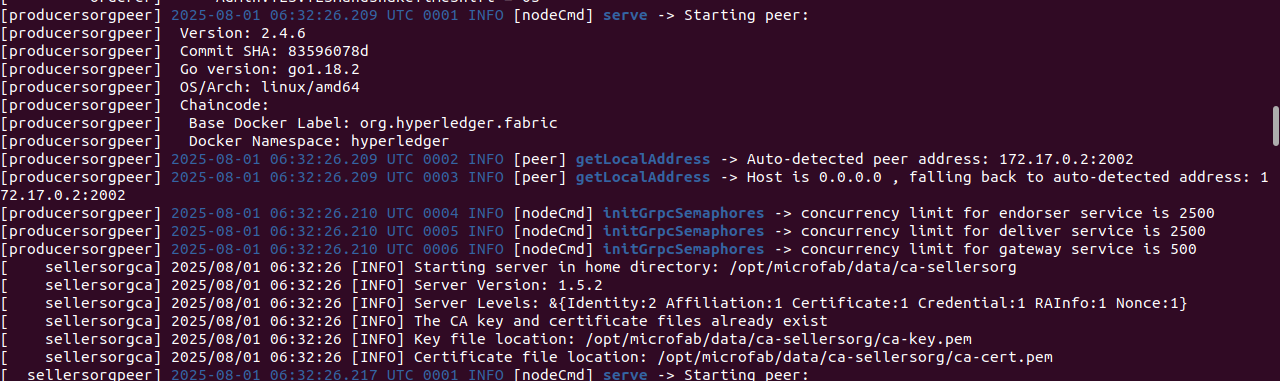 [producersorgpeer] 2025-08-01 06:32:26.209 UTC 0001 INFO [nodeCmd] serve -> Starting peer:
[producersorgpeer]  Version: 2.4.6
[producersorgpeer]  Commit SHA: 83596078d
[producersorgpeer]  Go version: go1.18.2
[producersorgpeer]  OS/Arch: linux/amd64
[producersorgpeer]  Chaincode:
[producersorgpeer]   Base Docker Label: org.hyperledger.fabric
[producersorgpeer]   Docker Namespace: hyperledger
[producersorgpeer] 2025-08-01 06:32:26.209 UTC 0002 INFO [peer] getLocalAddress -> Auto-detected peer address: 172.17.0.2:2002
[producersorgpeer] 2025-08-01 06:32:26.209 UTC 0003 INFO [peer] getLocalAddress -> Host is 0.0.0.0 , falling back to auto-detected address: 1
72.17.0.2:2002
[producersorgpeer] 2025-08-01 06:32:26.210 UTC 0004 INFO [nodeCmd] initGrpcSemaphores -> concurrency limit for endorser service is 2500
[producersorgpeer] 2025-08-01 06:32:26.210 UTC 0005 INFO [nodeCmd] initGrpcSemaphores -> concurrency limit for deliver service is 2500
[producersorgpeer] 2025-08-01 06:32:26.210 UTC 0006 INFO [nodeCmd] initGrpcSemaphores -> concurrency limit for gateway service is 500
[    sellersorgca] 2025/08/01 06:32:26 [INFO] Starting server in home directory: /opt/microfab/data/ca-sellersorg
[    sellersorgca] 2025/08/01 06:32:26 [INFO] Server Version: 1.5.2
[    sellersorgca] 2025/08/01 06:32:26 [INFO] Server Levels: &{Identity:2 Affiliation:1 Certificate:1 Credential:1 RAInfo:1 Nonce:1}
[    sellersorgca] 2025/08/01 06:32:26 [INFO] The CA key and certificate files already exist
[    sellersorgca] 2025/08/01 06:32:26 [INFO] Key file location: /opt/microfab/data/ca-sellersorg/ca-key.pem
[    sellersorgca] 2025/08/01 06:32:26 [INFO] Certificate file location: /opt/microfab/data/ca-sellersorg/ca-cert.pem
[  sellersorgpeer] 2025-08-01 06:32:26.217 UTC 0001 INFO [nodeCmd] serve -> Starting peer: